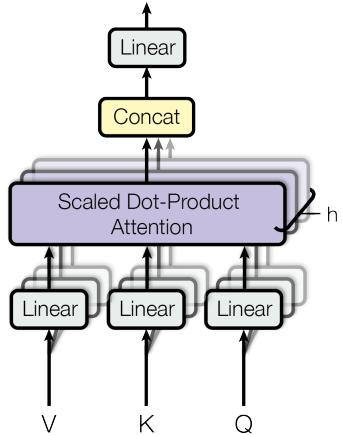 Linear
Concat
Scaled Dot-Product
Attention
h
Linear
Linear
Linear
V
K
Q